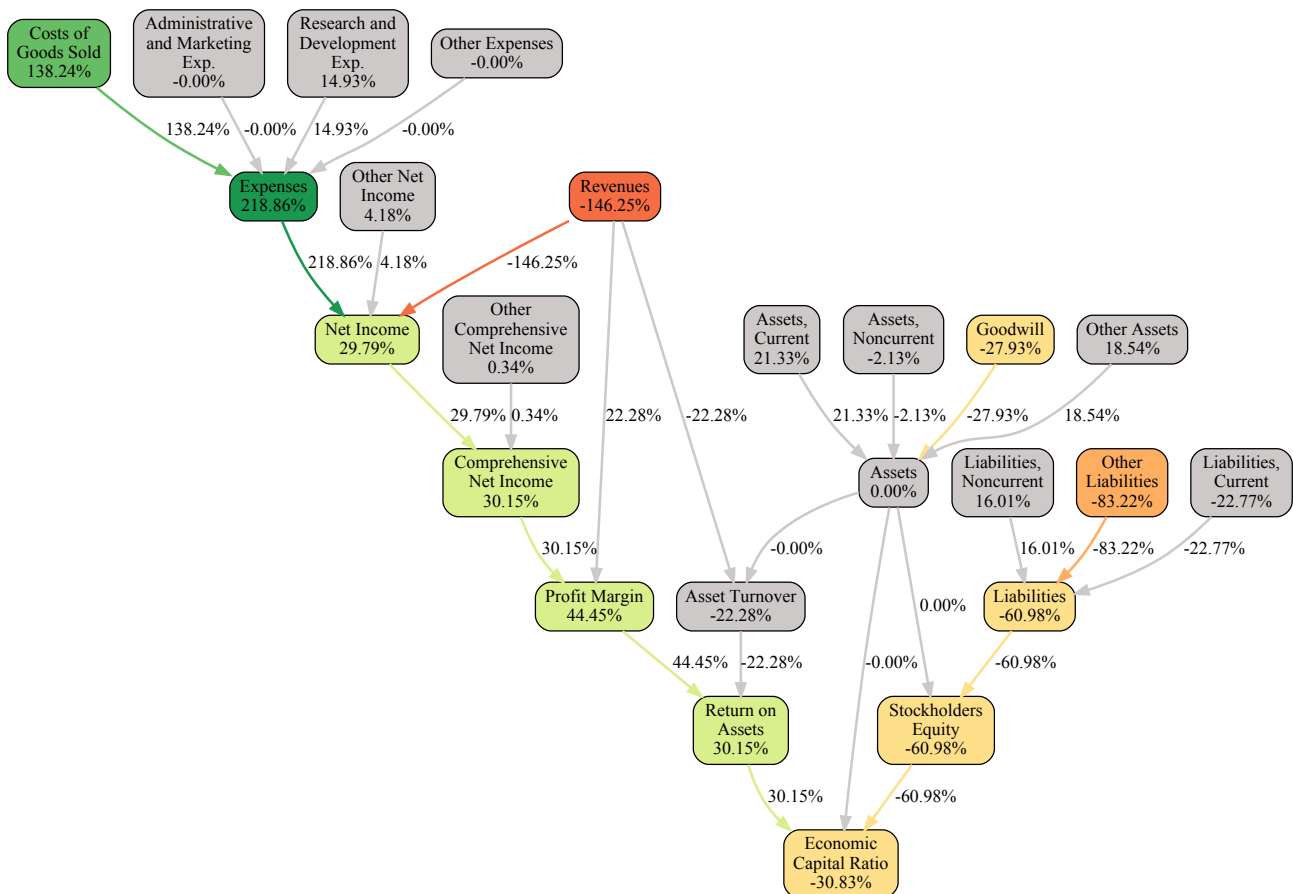 Costs of
Goods Sold
138.24%
Administrative
and Marketing
Exp.
-0.00%
Research and
Development
Exp.
14.93%
Other Expenses
-0.00%
138.24%
-0.00%
14.93%
-0.00%
Expenses
218.86%
Other Net
Income
4.18%
Revenues
-146.25%
218.86%
4.18%
-146.25%
Net Income
29.79%
Other
Comprehensive
Net Income
0.34%
Assets,
Current
21.33%
Assets,
Noncurrent
-2.13%
Goodwill
-27.93%
Other Assets
18.54%
29.79%
0.34%
22.28%
-22.28%
21.33%
-2.13%
-27.93%
18.54%
Comprehensive
Net Income
30.15%
Assets
0.00%
Liabilities,
Noncurrent
16.01%
Other
Liabilities
-83.22%
Liabilities,
Current
-22.77%
30.15%
-0.00%
16.01%
-83.22%
-22.77%
Profit Margin
44.45%
Asset Turnover
-22.28%
0.00%
Liabilities
-60.98%
44.45%
-22.28%
-0.00%
-60.98%
Return on
Assets
30.15%
Stockholders
Equity
-60.98%
30.15%
-60.98%
Economic
Capital Ratio
-30.83%